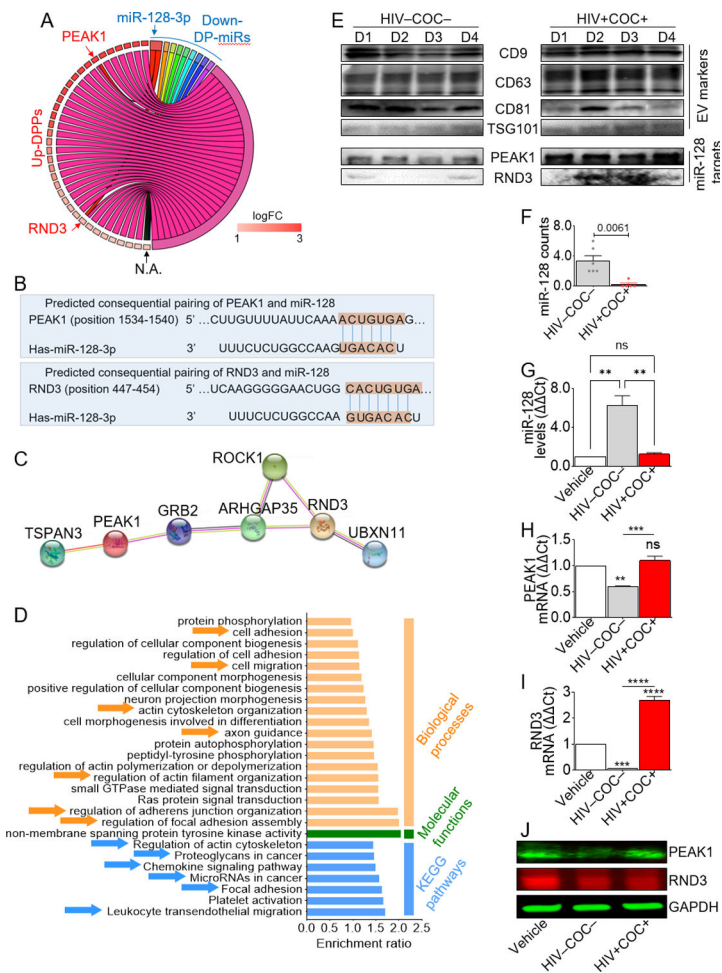 A
miR-128-3p
Down-
DP-miRs
PEAK1
Up-DPPs
RND3
logFC
1 3
N.A.
B
Predicted consequential pairing of PEAK1 and miR-128
PEAK1 (position 1534-1540) 5' ...CUUGUUUUAUUCAAAACUGUGAG...
Has-miR-128-3p 3' UUUCUCUGGCCAAGUGACACU
Predicted consequential pairing of RND3 and miR-128
RND3 (position 447-454) 5' ...UCAAGGGGGAACUGG CACUGUGA...
Has-miR-128-3p 3' UUUCUCUGGCCAA GUGACACU
C
ROCK1
TSPAN3
PEAK1
GRB2
ARHGAP35
RND3
UBXN11
D
protein phosphorylation
cell adhesion
regulation of cellular component biogenesis
regulation of cell adhesion
cell migration
cellular component morphogenesis
positive regulation of cellular component biogenesis
neuron projection morphogenesis
actin cytoskeleton organization
cell morphogenesis involved in differentiation
axon guidance
protein autophosphorylation
peptidyl-tyrosine phosphorylation
regulation of actin polymerization or depolymerization
regulation of actin filament organization
small GTPase mediated signal transduction
Ras protein signal transduction
regulation of adherens junction organization
regulation of focal adhesion assembly
non-membrane spanning protein tyrosine kinase activity
Regulation of actin cytoskeleton
Proteoglycans in cancer
Chemokine signaling pathway
MicroRNAs in cancer
Focal adhesion
Platelet activation
Leukocyte transendothelial migration
0.0 0.5 1.0 1.5 2.0 2.5
Enrichment ratio
Biological
processes
Molecular
functions
KEGG
pathways
E
HIV–COC–
HIV+COC+
D1 D2 D3 D4
D1 D2 D3 D4
CD9
CD63
CD81
TSG101
PEAK1
RND3
EV markers
miR-128
targets
F
0.0061
miR-128 counts
8.0
4.0
0.0
HIV–COC–
HIV+COC+
G
ns
** **
miR-128
levels (ΔΔCt)
8.0
4.0
0.0
Vehicle
HIV–COC–
HIV+COC+
H
***
ns
**
PEAK1
mRNA (ΔΔCt)
1.5
1.0
0.5
0.0
Vehicle
HIV–COC–
HIV+COC+
I
****
****
***
RND3
mRNA (ΔΔCt)
3
2
1
0
Vehicle
HIV–COC–
HIV+COC+
J
PEAK1
RND3
GAPDH
Vehicle
HIV–COC–
HIV+COC+